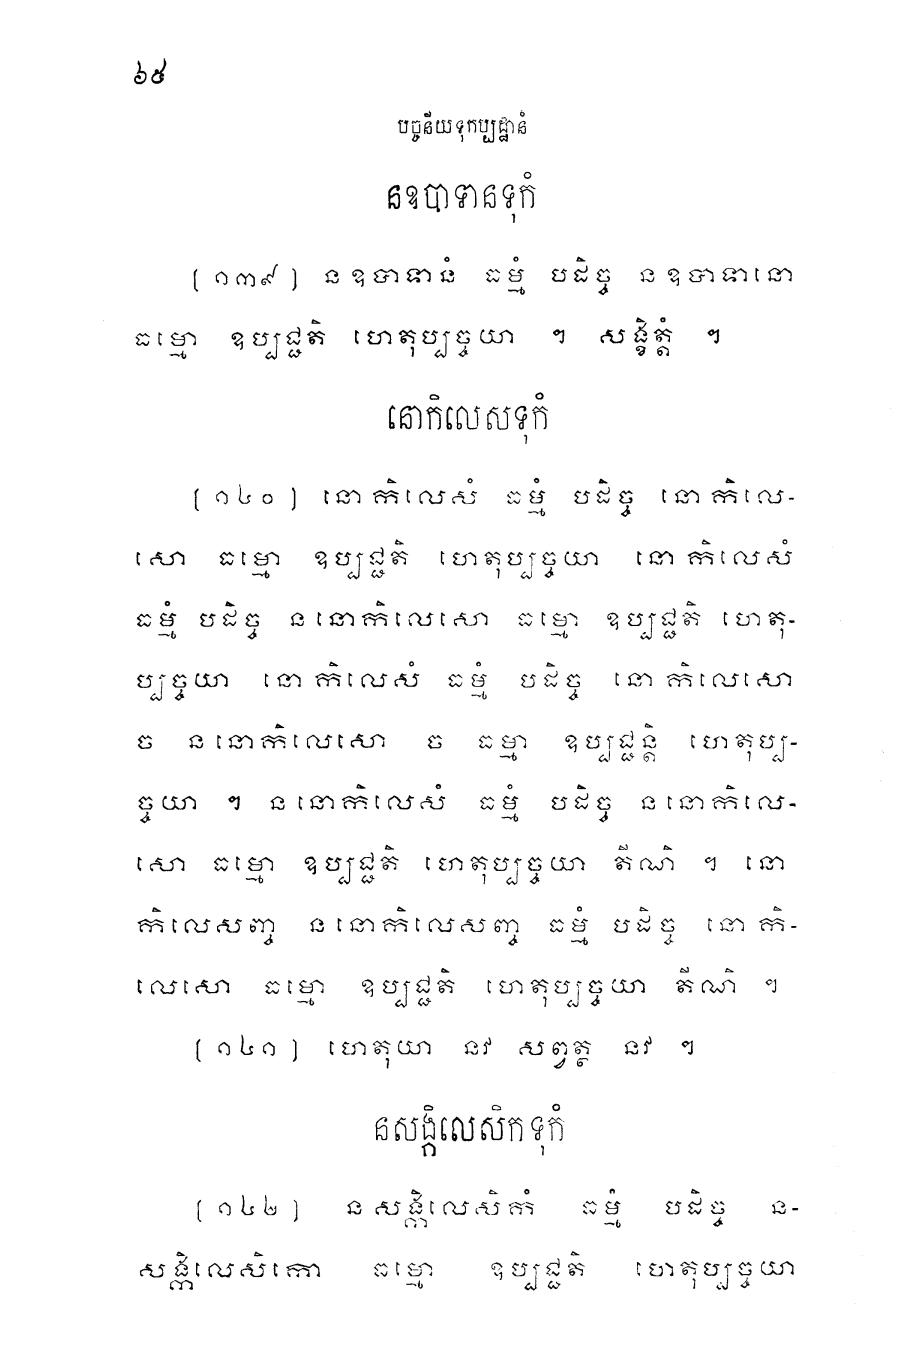 ៦៥
បច្ចនីយទុកប្បដ្ឋានំ
នឧបាទានទុកំ
[១៣៩] នឧបាទានំ ធម្មំ បដិច្ច នឧបាទានោ
ធម្មោ ឧប្បជ្ជតិ ហេតុប្បច្ចយា ។ សង្ខិត្តំ ។
នោកិលេសទុកំ
[១៤០] នោកិលេសំ ធម្មំ បដិច្ច នោកិលេ-
សោ ធម្មោ ឧប្បជ្ជតិ ហេតុប្បច្ចយា នោកិលេសំ
ធម្មំ បដិច្ច ននោកិលេសោ ធម្មោ ឧប្បជ្ជតិ ហេតុ-
ប្បច្ចយា នោកិលេសំ ធម្មំ បដិច្ច នោកិលេសោ
ច ននោកិលេសោ ច ធម្មា ឧប្បជ្ជន្តិ ហេតុប្ប-
ច្ចយា ។ ននោកិលេសំ ធម្មំ បដិច្ច ននោកិលេ-
សោ ធម្មោ ឧប្បជ្ជតិ ហេតុប្បច្ចយា តីណិ ។ នោ
កិលេសញ្ច ននោកិលេសញ្ច ធម្មំ បដិច្ច នោកិ-
លេសោ ធម្មោ ឧប្បជ្ជតិ ហេតុប្បច្ចយា តីណិ ។
[១៤១] ហេតុយា នវ សព្វត្ថ នវ ។
នសង្កិលេសិកទុកំ
[១៤២] នសង្កិលេសិកំ ធម្មំ បដិច្ច ន-
សង្កិលេសិកោ ធម្មោ ឧប្បជ្ជតិ ហេតុប្បច្ចយា